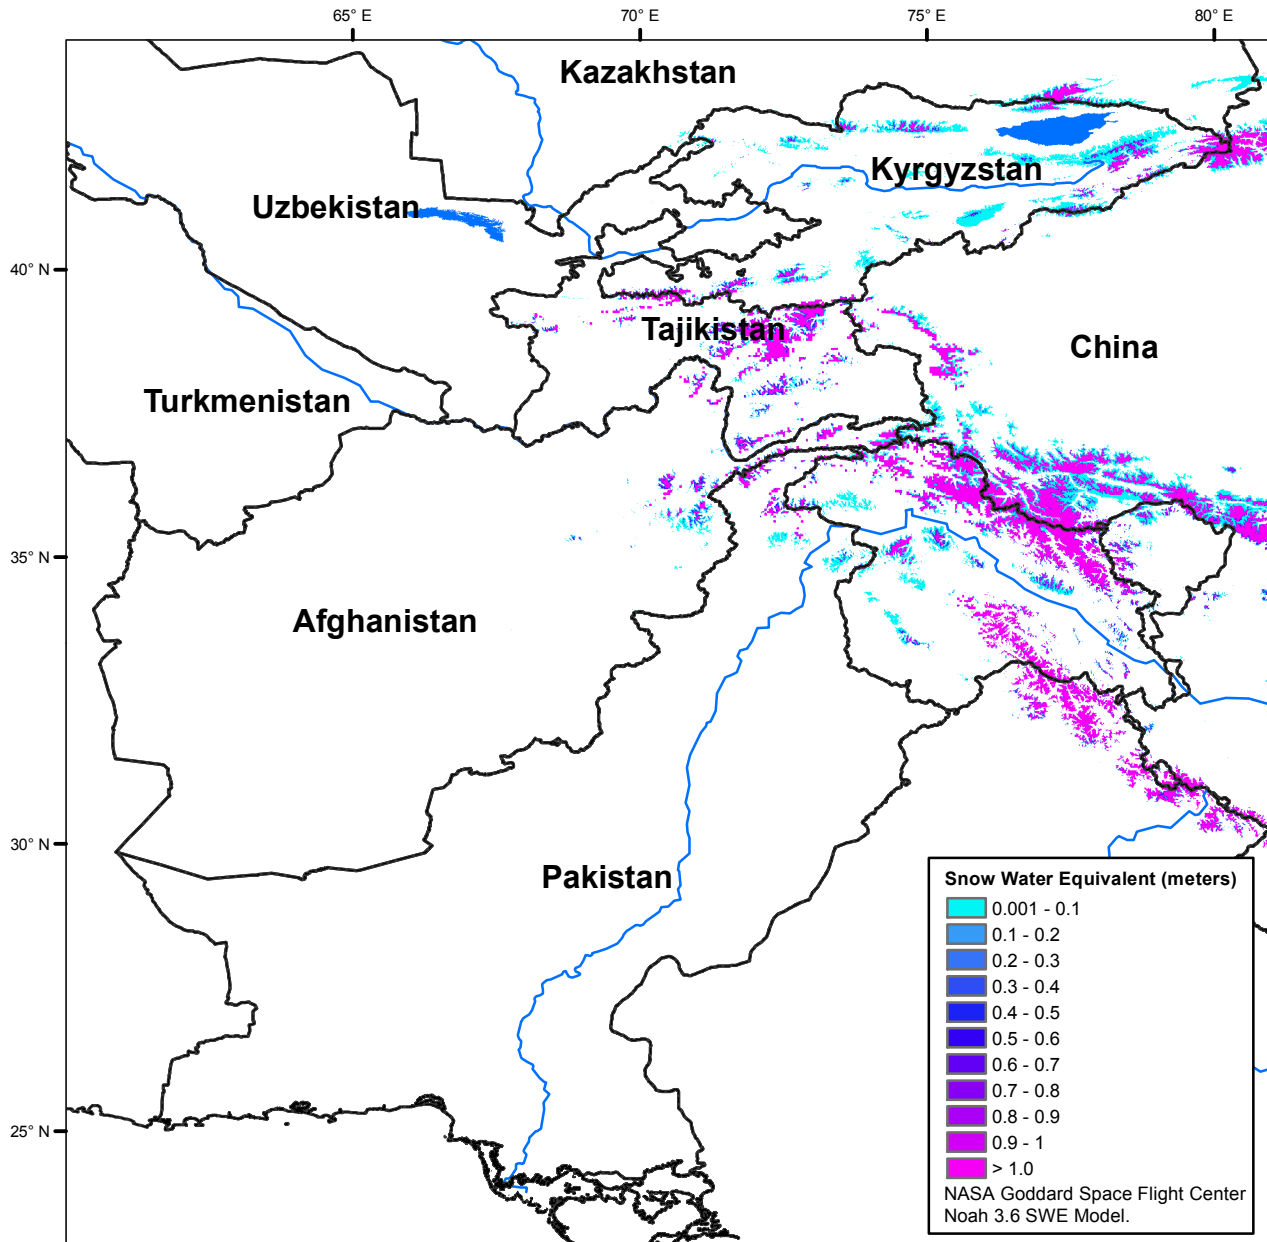 65° E
70° E
75° E
80° E
Kazakhstan
Kyrgyzstan
Uzbekistan
40° N
Tajikistan
China
Turkmenistan
35° N
Afghanistan
30° N
Pakistan
25° N
Snow Water Equivalent (meters)
0.001 - 0.1
0.1 - 0.2
0.2 - 0.3
0.3 - 0.4
0.4 - 0.5
0.5 - 0.6
0.6 - 0.7
0.7 - 0.8
0.8 - 0.9
0.9 - 1
> 1.0
NASA Goddard Space Flight Center
Noah 3.6 SWE Model.